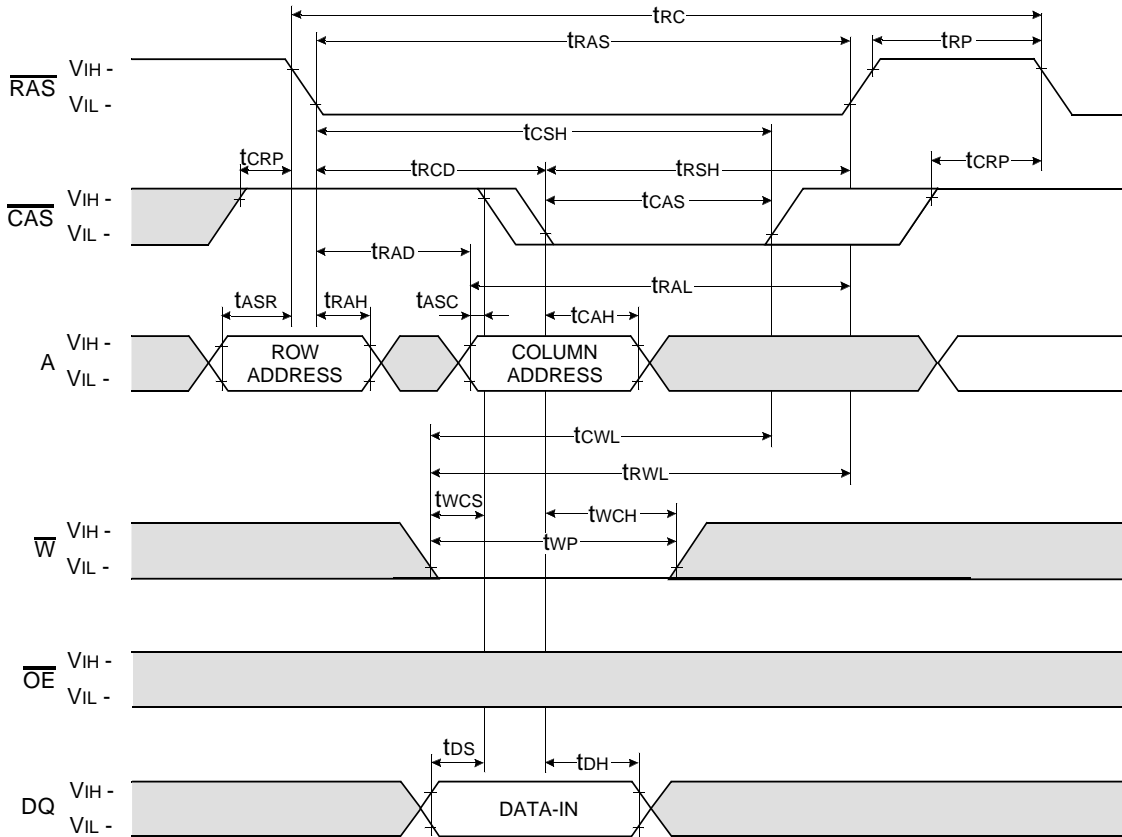 tRC
tRAS
tRP
RAS
VIH -
VIL -
tCSH
tCRP
tRCD
tRSH
tCRP
CAS
VIH -
VIL -
tCAS
tRAD
tRAL
tASR
tRAH
tASC
tCAH
A
VIH -
VIL -
ROW
ADDRESS
COLUMN
ADDRESS
tCWL
tRWL
tWCS
tWCH
W
VIH -
VIL -
tWP
OE
VIH -
VIL -
tDS
tDH
DQ
VIH -
VIL -
DATA-IN